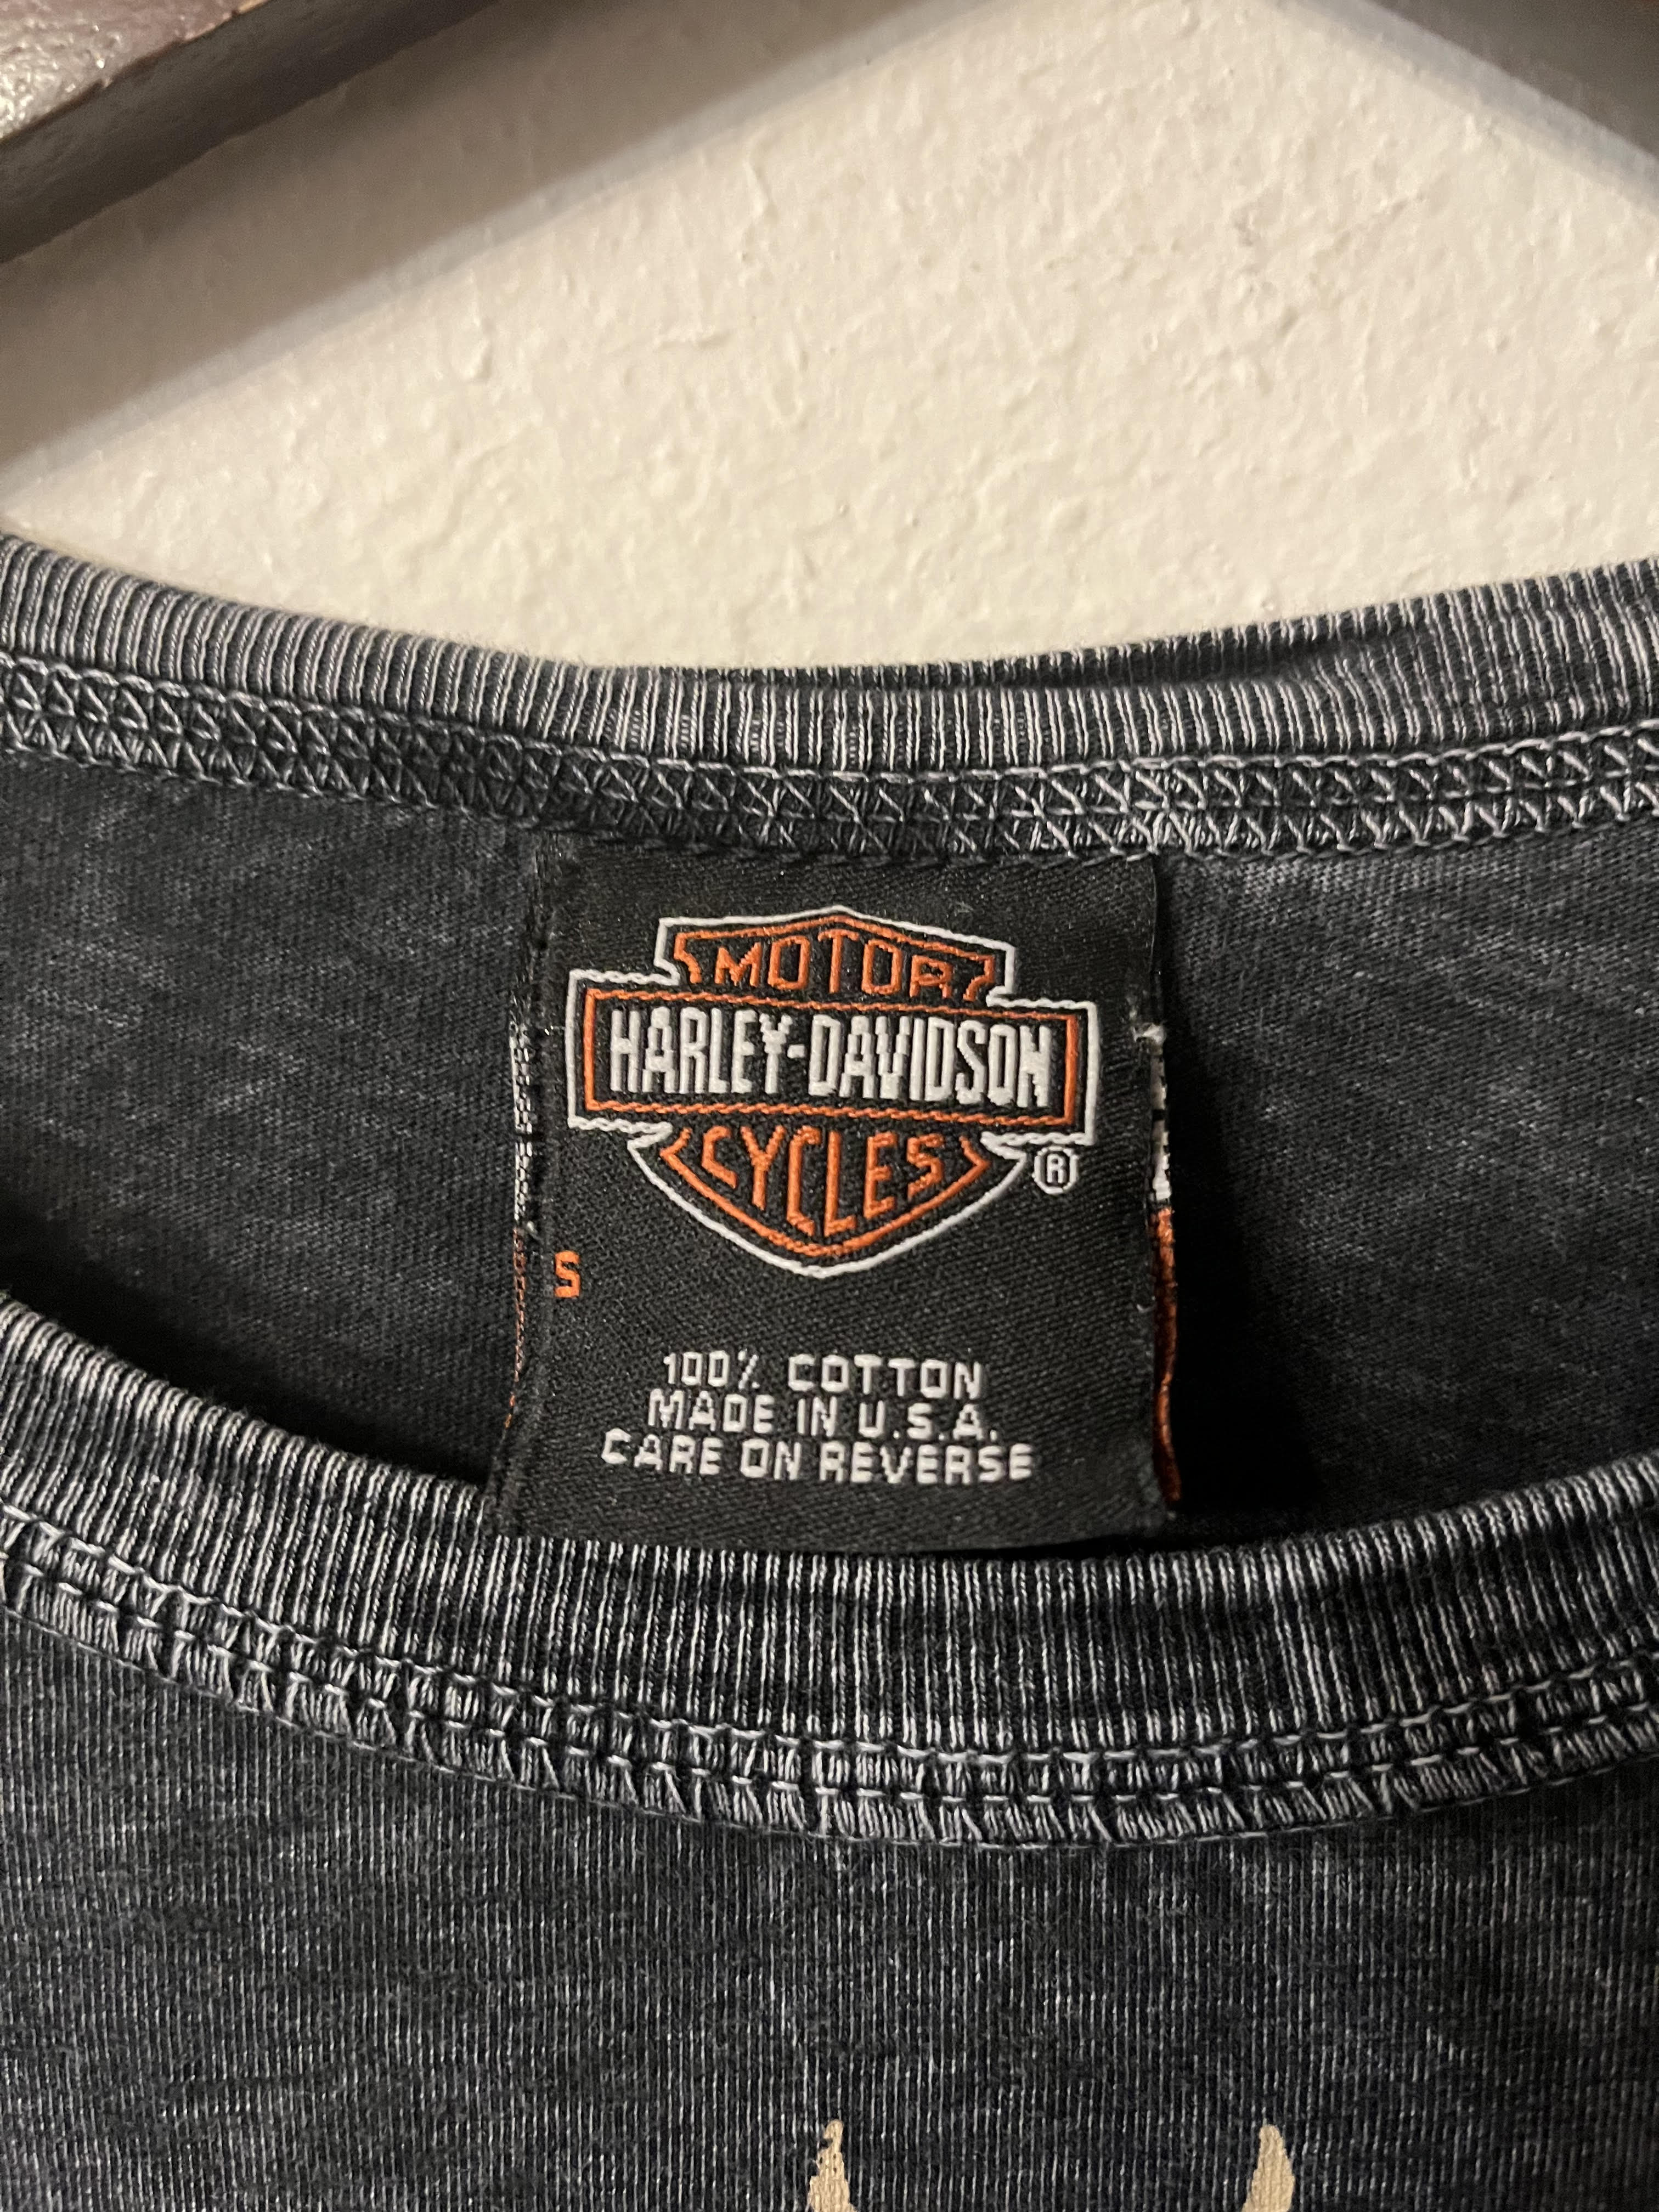 MOTOR
HARLEY-DAVIDSON
CYCLES
®
S
100% COTTON
MADE IN U.S.A.
CARE ON REVERSE